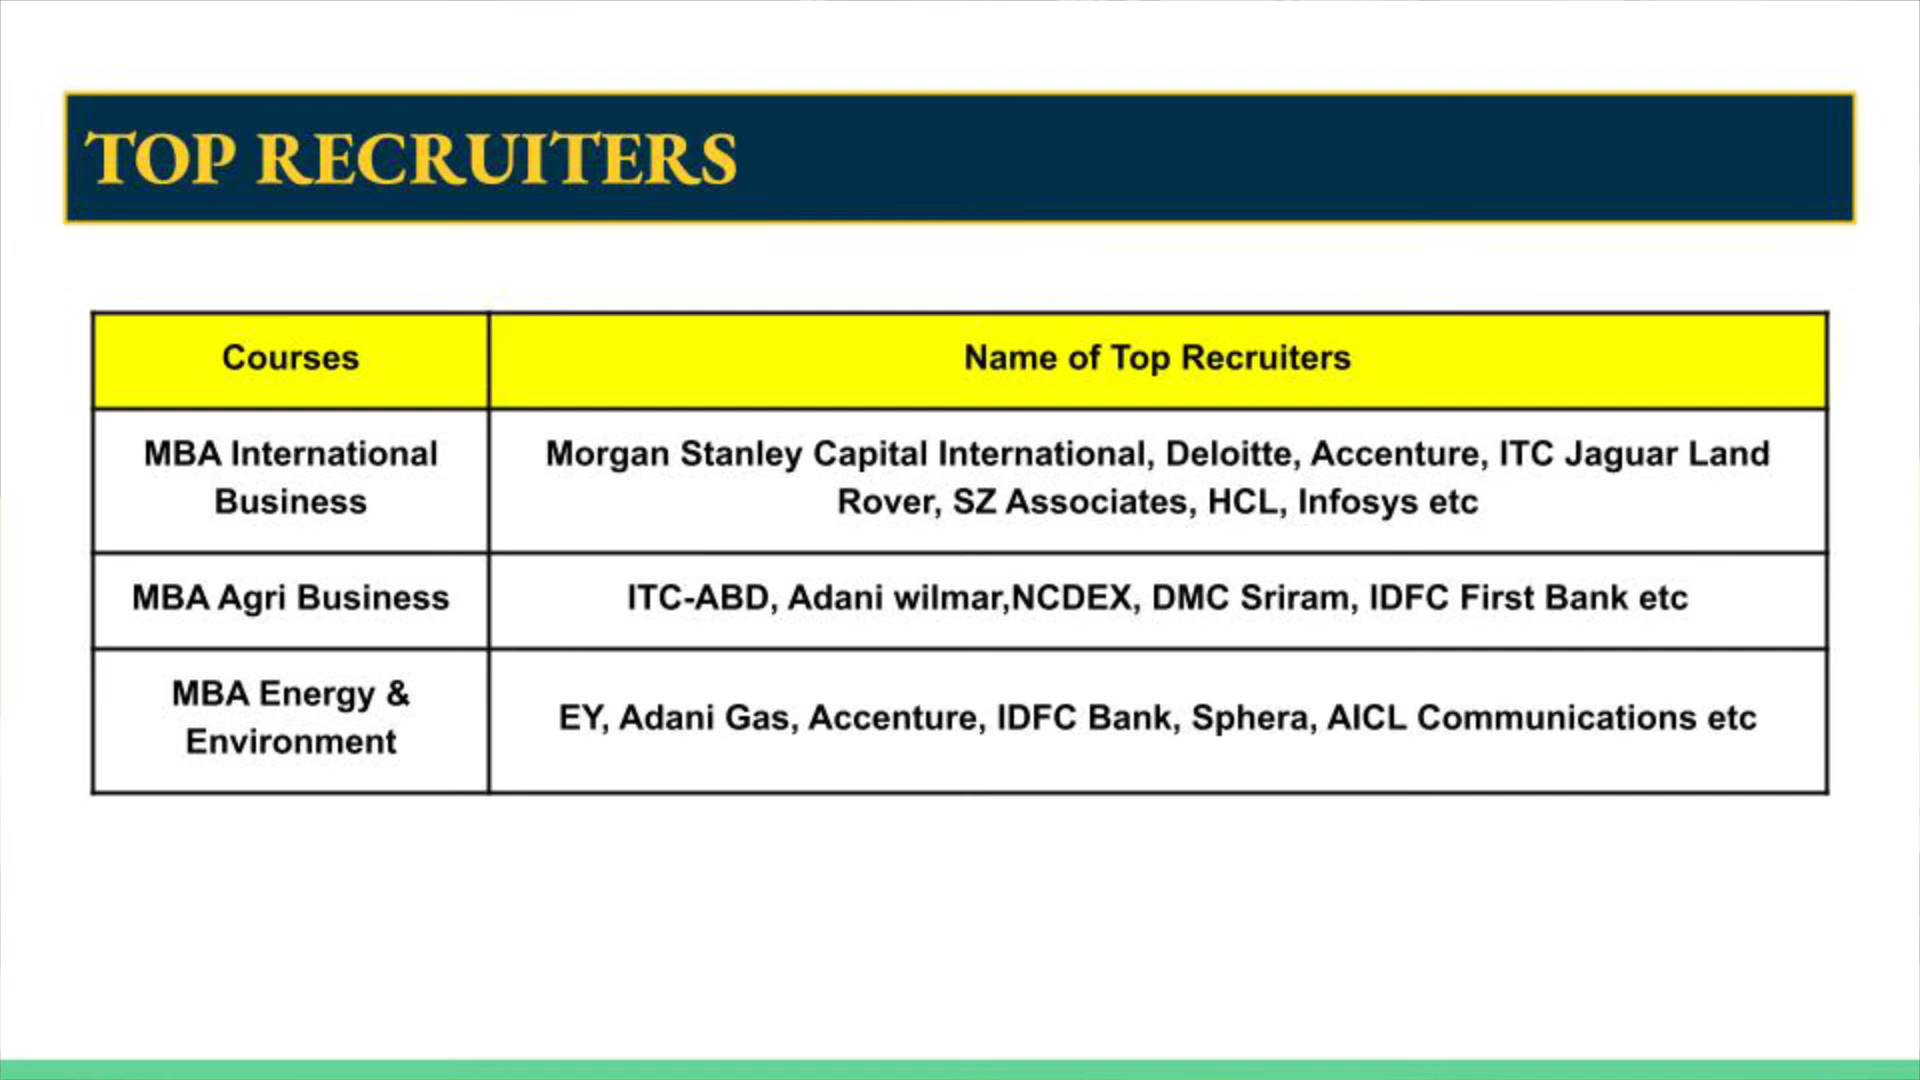 TOP RECRUITERS
Courses
Name of Top Recruiters
MBA International
Business
Morgan Stanley Capital International, Deloitte, Accenture, ITC Jaguar Land
Rover, SZ Associates, HCL, Infosys etc
MBA Agri Business
ITC-ABD, Adani wilmar,NCDEX, DMC Sriram, IDFC First Bank etc
MBA Energy &
Environment
EY, Adani Gas, Accenture, IDFC Bank, Sphera, AICL Communications etc